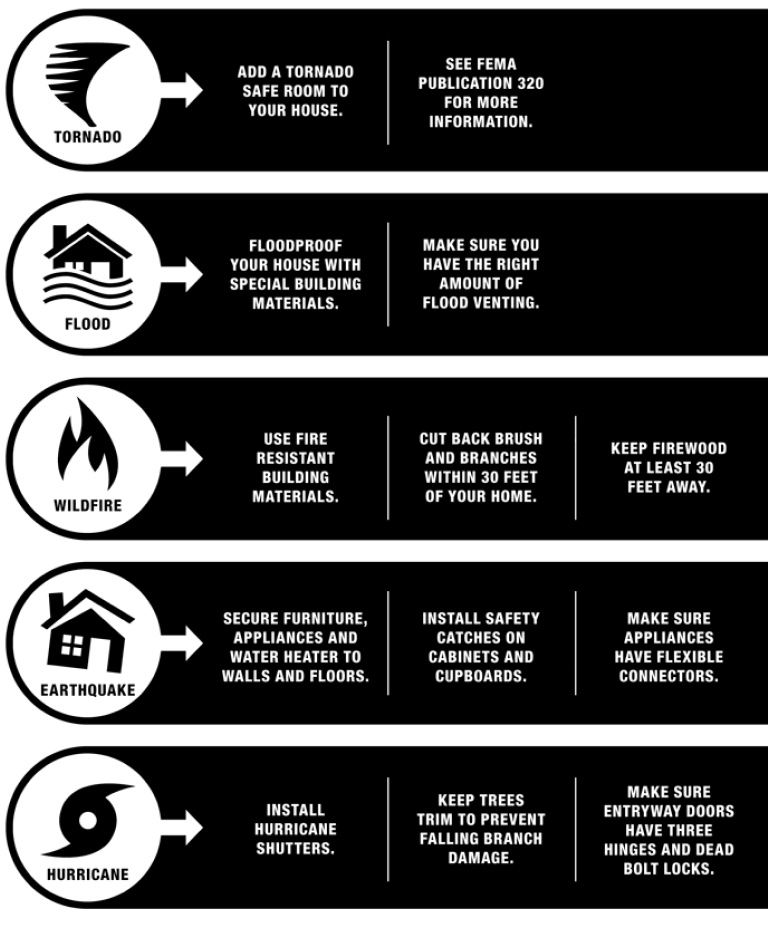 TORNADO
ADD A TORNADO
SAFE ROOM TO
YOUR HOUSE.
SEE FEMA
PUBLICATION 320
FOR MORE
INFORMATION.
FLOOD
FLOODPROOF
YOUR HOUSE WITH
SPECIAL BUILDING
MATERIALS.
MAKE SURE YOU
HAVE THE RIGHT
AMOUNT OF
FLOOD VENTING.
WILDFIRE
USE FIRE
RESISTANT
BUILDING
MATERIALS.
CUT BACK BRUSH
AND BRANCHES
WITHIN 30 FEET
OF YOUR HOME.
KEEP FIREWOOD
AT LEAST 30
FEET AWAY.
EARTHQUAKE
SECURE FURNITURE,
APPLIANCES AND
WATER HEATER TO
WALLS AND FLOORS.
INSTALL SAFETY
CATCHES ON
CABINETS AND
CUPBOARDS.
MAKE SURE
APPLIANCES
HAVE FLEXIBLE
CONNECTORS.
HURRICANE
INSTALL
HURRICANE
SHUTTERS.
KEEP TREES
TRIM TO PREVENT
FALLING BRANCH
DAMAGE.
MAKE SURE
ENTRYWAY DOORS
HAVE THREE
HINGES AND DEAD
BOLT LOCKS.